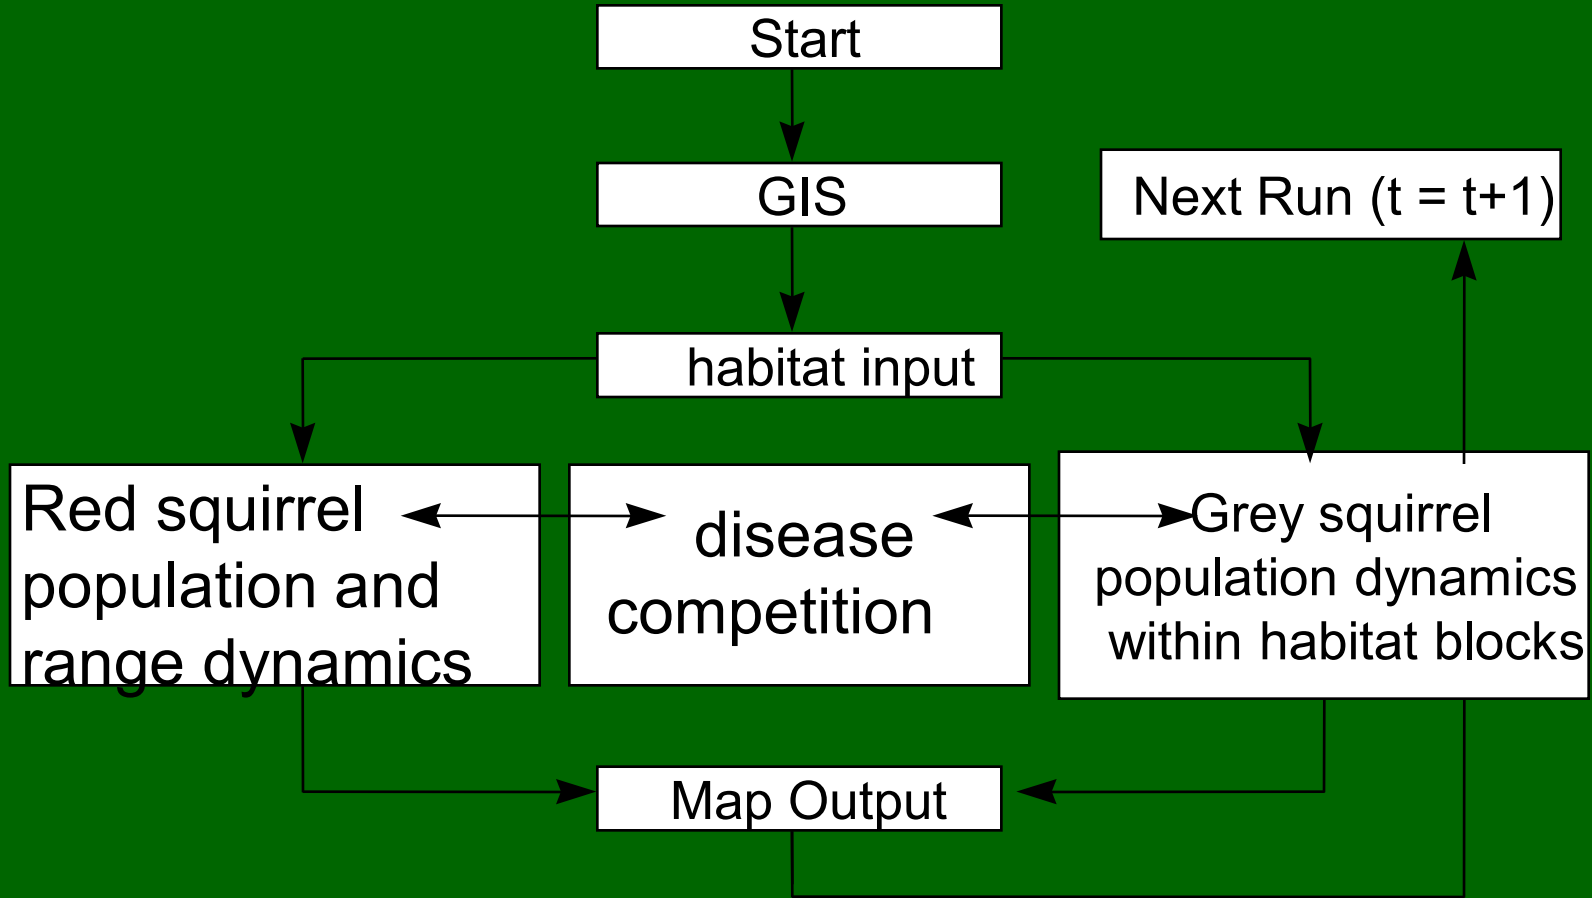 Start
GIS
Next Run (t = t+1)
habitat input
Red squirrel
population and
range dynamics
disease
competition
Grey squirrel
population dynamics
within habitat blocks
Map Output